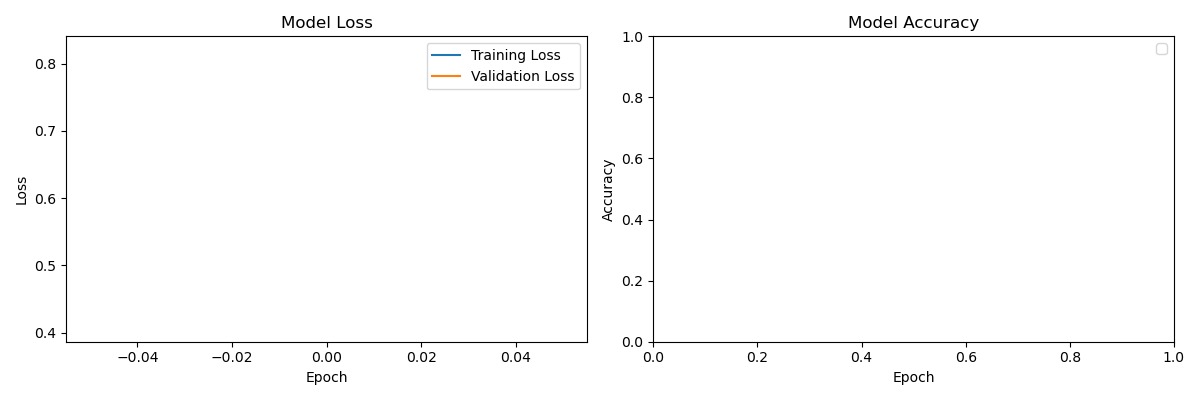 Model Loss
Training Loss
Validation Loss
0.8
0.7
0.6
0.5
0.4
Loss
−0.04 −0.02 0.00 0.02 0.04
Epoch
Model Accuracy
1.0
0.8
0.6
0.4
0.2
0.0
Accuracy
0.0 0.2 0.4 0.6 0.8 1.0
Epoch